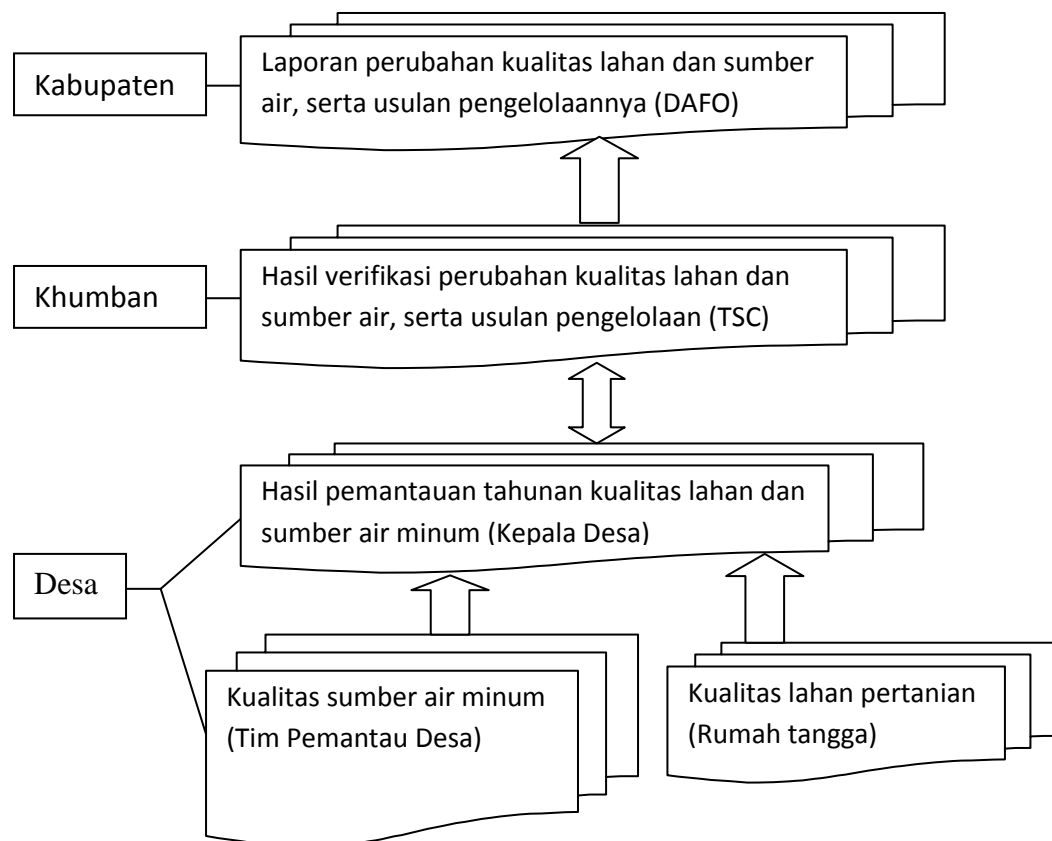 Kabupaten
Laporan perubahan kualitas lahan dan sumber
air, serta usulan pengelolaannya (DAFO)
Khumban
Hasil verifikasi perubahan kualitas lahan dan
sumber air, serta usulan pengelolaan (TSC)
Hasil pemantauan tahunan kualitas lahan dan
sumber air minum (Kepala Desa)
Desa
Kualitas sumber air minum
(Tim Pemantau Desa)
Kualitas lahan pertanian
(Rumah tangga)